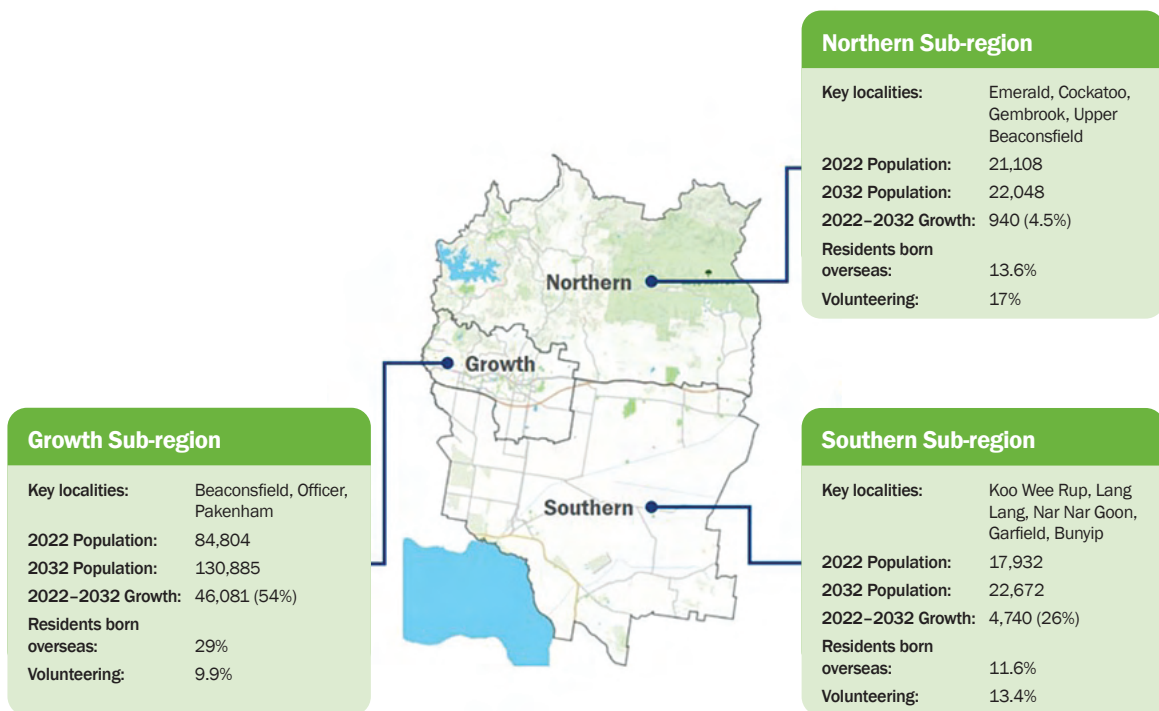 Northern Sub-region
Key localities: Emerald, Cockatoo,
Gembrook, Upper
Beaconsfield
2022 Population: 21,108
2032 Population: 22,048
2022–2032 Growth: 940 (4.5%)
Residents born
overseas: 13.6%
Volunteering: 17%
Northern
Growth
Southern
Growth Sub-region
Key localities: Beaconsfield, Officer,
Pakenham
2022 Population: 84,804
2032 Population: 130,885
2022–2032 Growth: 46,081 (54%)
Residents born
overseas: 29%
Volunteering: 9.9%
Southern Sub-region
Key localities: Koo Wee Rup, Lang
Lang, Nar Nar Goon,
Garfield, Bunyip
2022 Population: 17,932
2032 Population: 22,672
2022–2032 Growth: 4,740 (26%)
Residents born
overseas: 11.6%
Volunteering: 13.4%